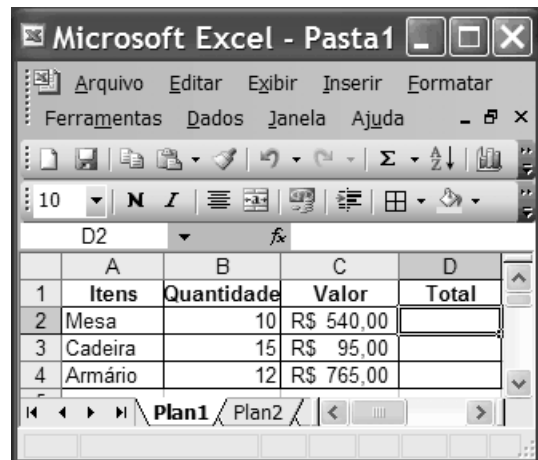 Microsoft Excel - Pasta1
Arquivo Editar Exibir Inserir Formatar
Ferramentas Dados Janela Ajuda
10 N I
D2 fx
A B C D
1 Itens Quantidade Valor Total
2 Mesa 10 R$ 540,00
3 Cadeira 15 R$ 95,00
4 Armário 12 R$ 765,00
Plan1 Plan2